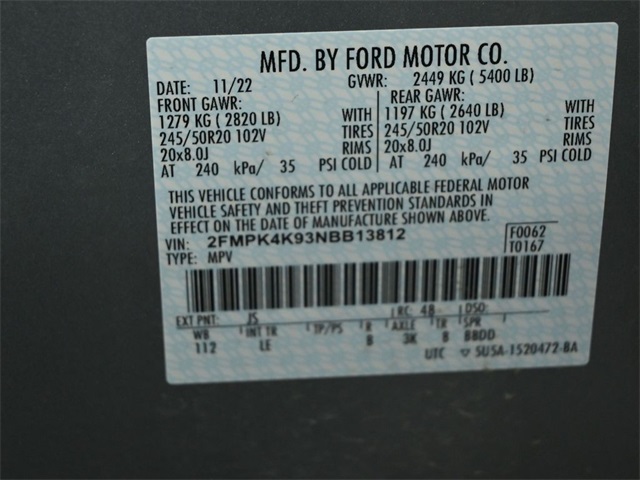 MFD. BY FORD MOTOR CO.
DATE: 11/22 GVWR: 2449 KG ( 5400 LB)
FRONT GAWR: REAR GAWR:
1279 KG ( 2820 LB) WITH 1197 KG ( 2640 LB) WITH
245/50R20 102V TIRES 245/50R20 102V TIRES
20x8.0J RIMS 20x8.0J RIMS
AT 240 kPa/ 35 PSI COLD AT 240 kPa/ 35 PSI COLD
THIS VEHICLE CONFORMS TO ALL APPLICABLE FEDERAL MOTOR
VEHICLE SAFETY AND THEFT PREVENTION STANDARDS IN
EFFECT ON THE DATE OF MANUFACTURE SHOWN ABOVE.
VIN: 2FMPK4K93NBB13812 F0062
TYPE: MPV T0167
EXT PNT: JS RC: 48 DSO:
WB INT TR TP/PS R AXLE TR SPR
112 LE B 3K 8 BBDD
UTC 5U5A-1520472-BA